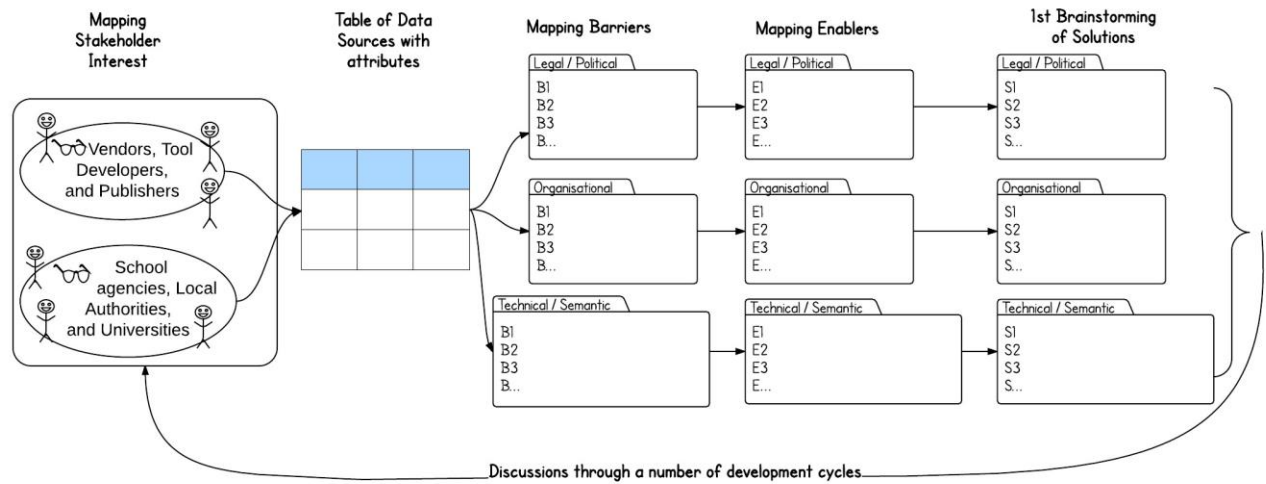 Mapping
Stakeholder
Interest
Table of Data
Sources with
attributes
Mapping Barriers
Mapping Enablers
1st Brainstorming
of Solutions
Vendors, Tool
Developers,
and Publishers
School
agencies, Local
Authorities,
and Universities
Legal / Political
B1
B2
B3
B...
Legal / Political
E1
E2
E3
E...
Legal / Political
S1
S2
S3
S...
Organisational
B1
B2
B3
B...
Organisational
E1
E2
E3
E...
Organisational
S1
S2
S3
S...
Technical / Semantic
B1
B2
B3
B...
Technical / Semantic
E1
E2
E3
E...
Technical / Semantic
S1
S2
S3
S...
Discussions through a number of development cycles